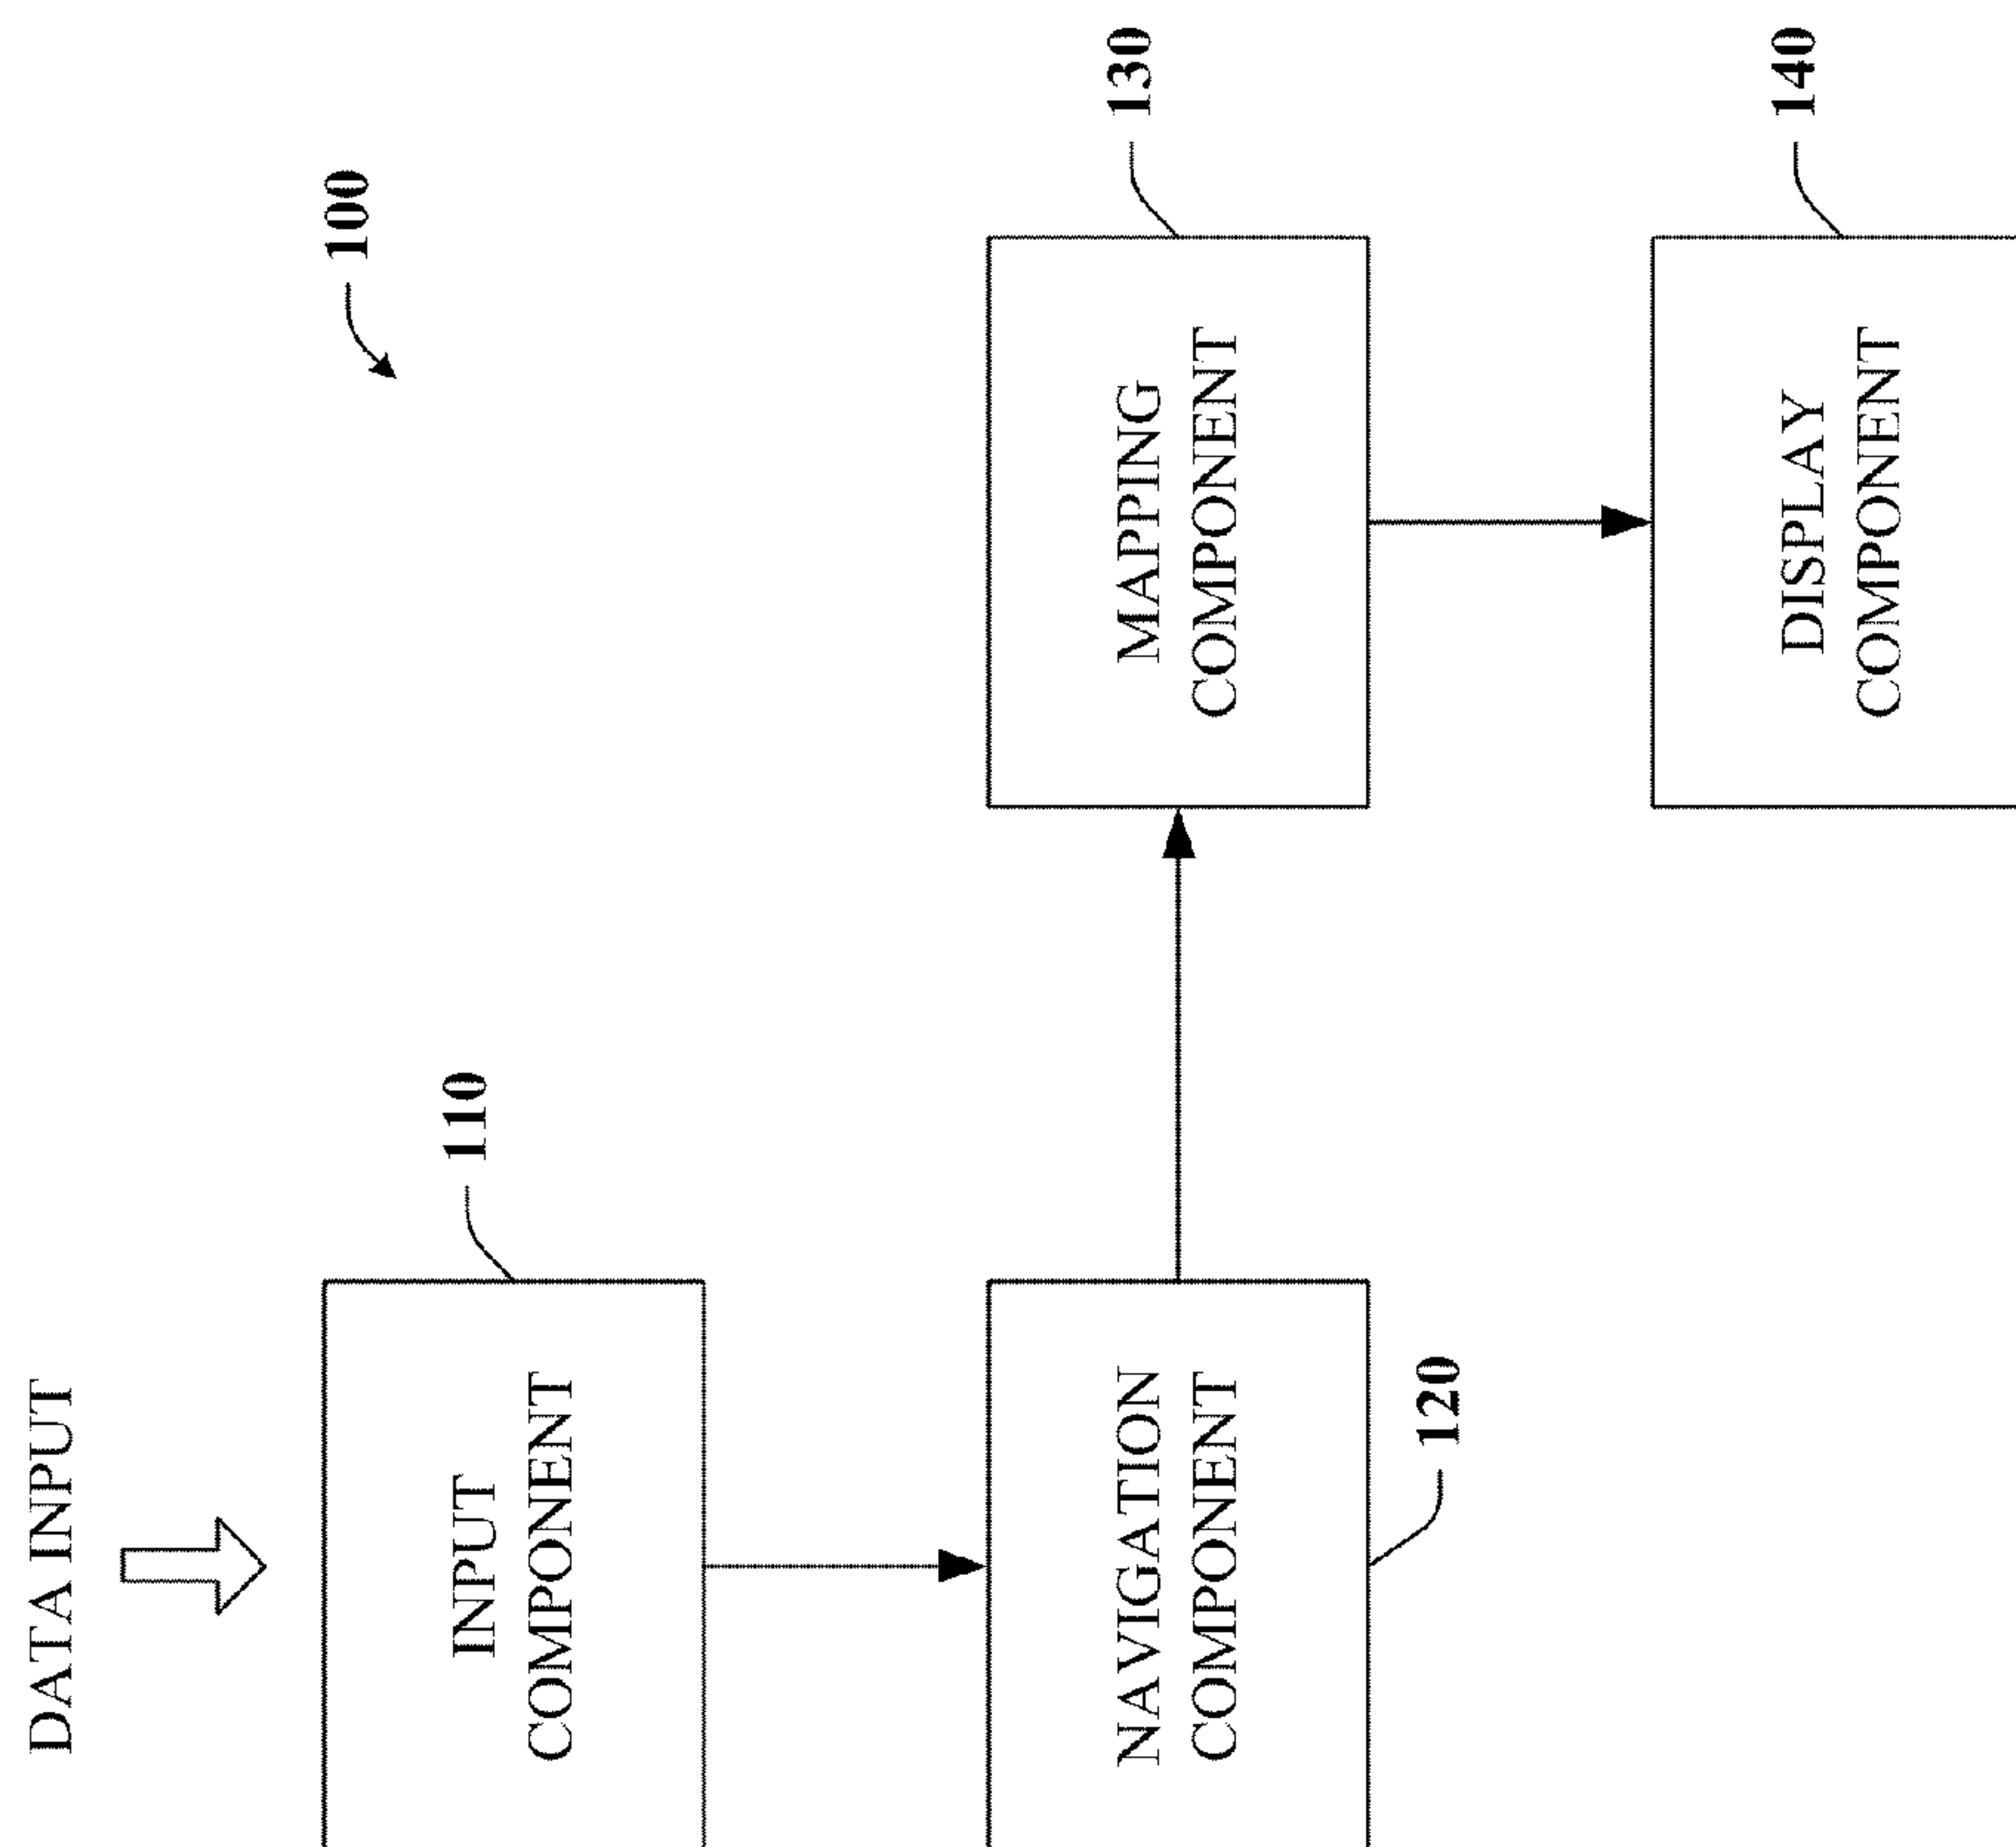 DATA INPUT
100
110
INPUT
COMPONENT
NAVIGATION
COMPONENT
120
130
MAPPING
COMPONENT
140
DISPLAY
COMPONENT